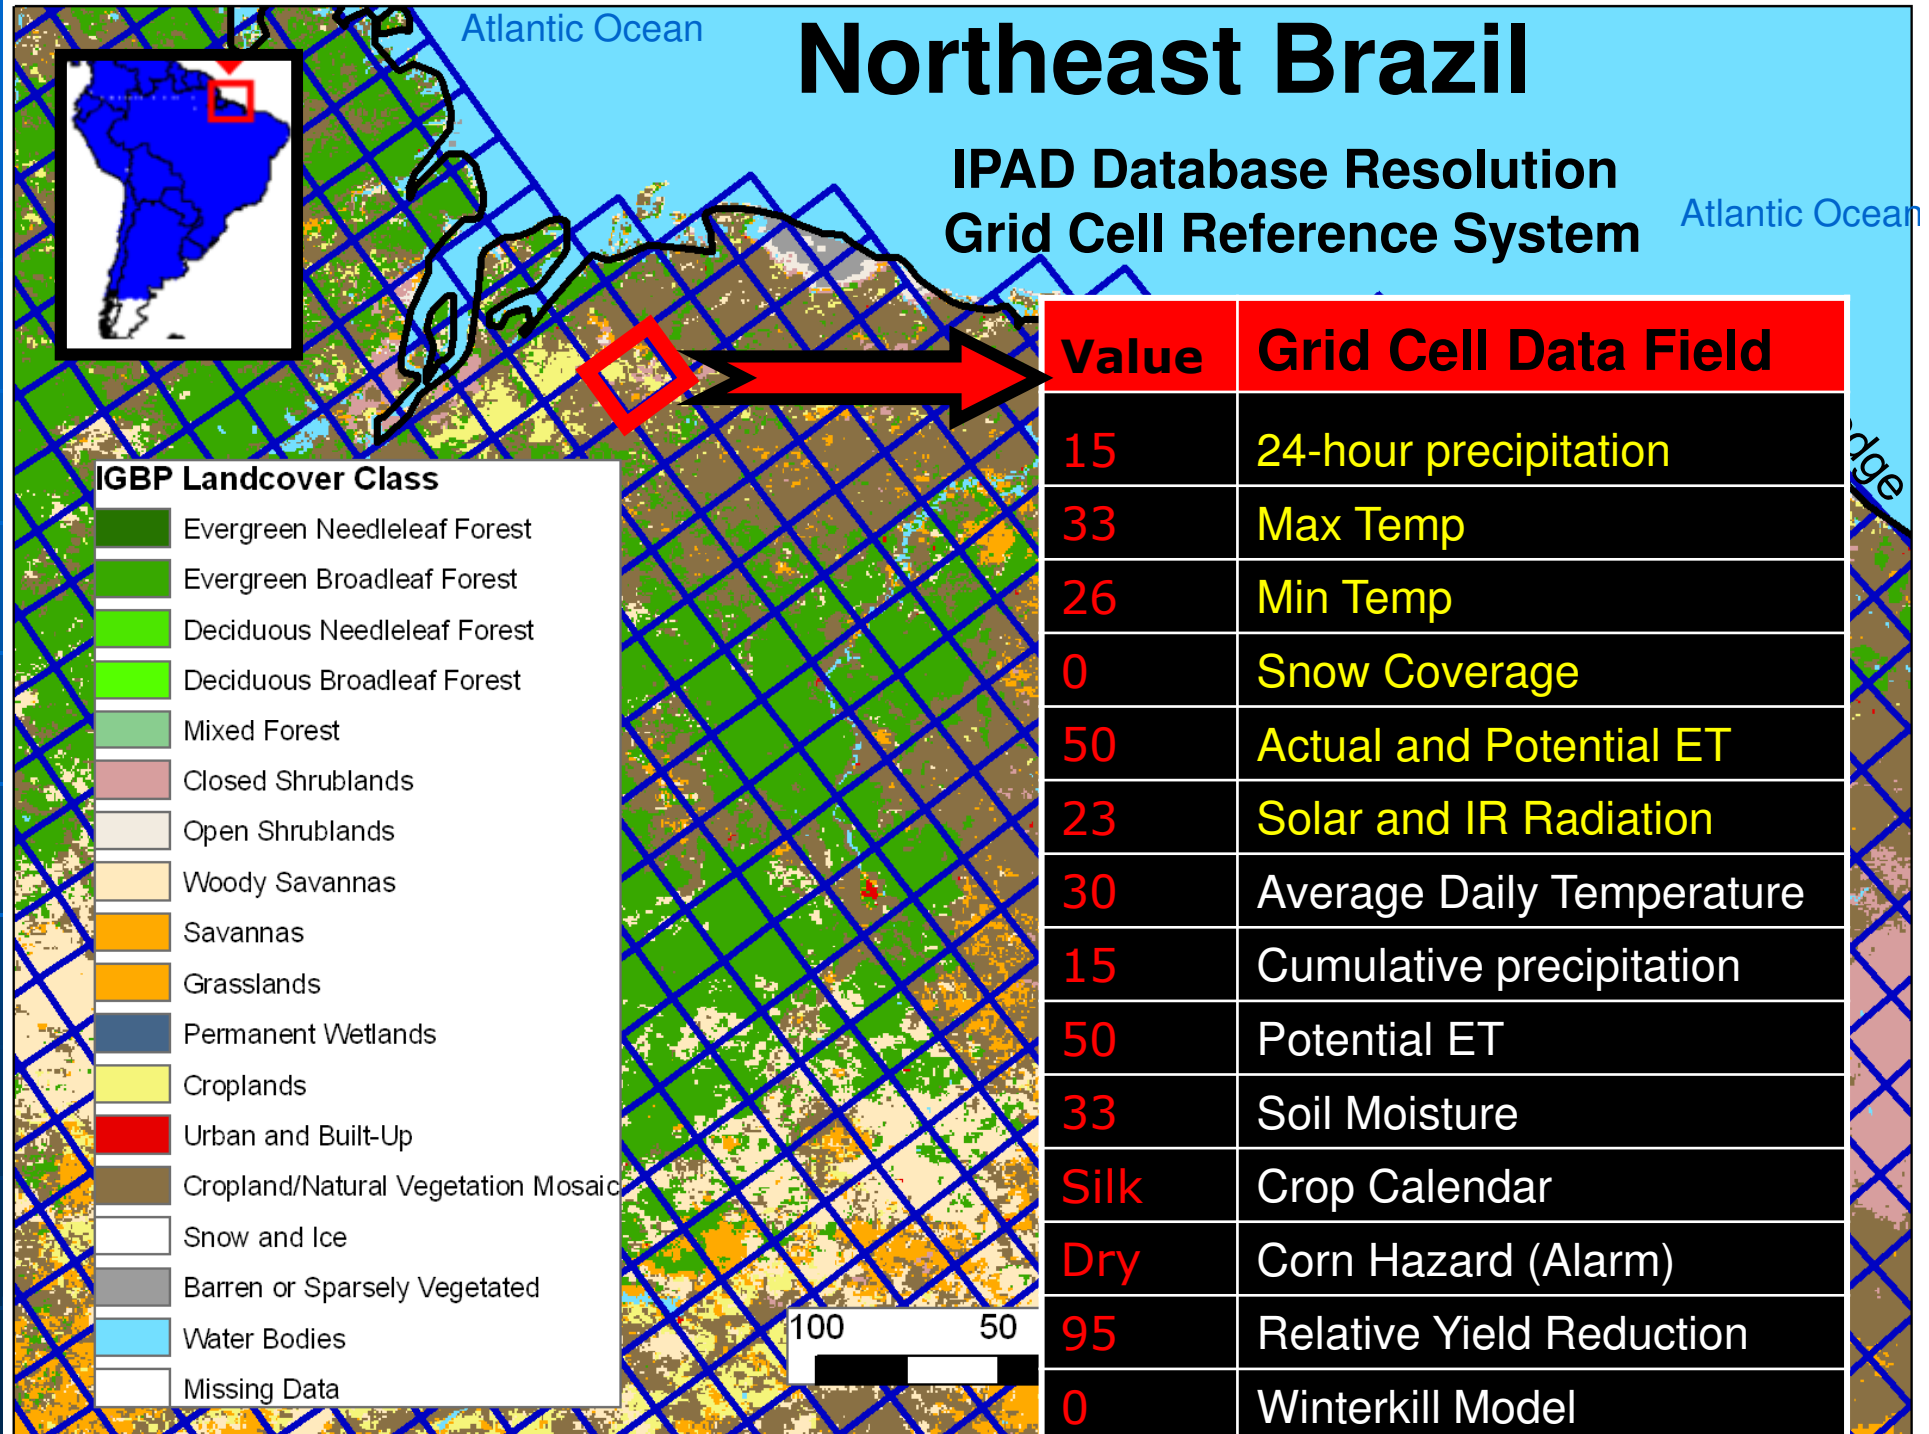 Atlantic Ocean
Northeast Brazil
IPAD Database Resolution
Grid Cell Reference System
Atlantic Ocean
IGBP Landcover Class
Evergreen Needleleaf Forest
Evergreen Broadleaf Forest
Deciduous Needleleaf Forest
Deciduous Broadleaf Forest
Mixed Forest
Closed Shrublands
Open Shrublands
Woody Savannas
Savannas
Grasslands
Permanent Wetlands
Croplands
Urban and Built-Up
Cropland/Natural Vegetation Mosaic
Snow and Ice
Barren or Sparsely Vegetated
Water Bodies
Missing Data
100 50
Value Grid Cell Data Field
15 24-hour precipitation
33 Max Temp
26 Min Temp
0 Snow Coverage
50 Actual and Potential ET
23 Solar and IR Radiation
30 Average Daily Temperature
15 Cumulative precipitation
50 Potential ET
33 Soil Moisture
Silk Crop Calendar
Dry Corn Hazard (Alarm)
95 Relative Yield Reduction
0 Winterkill Model